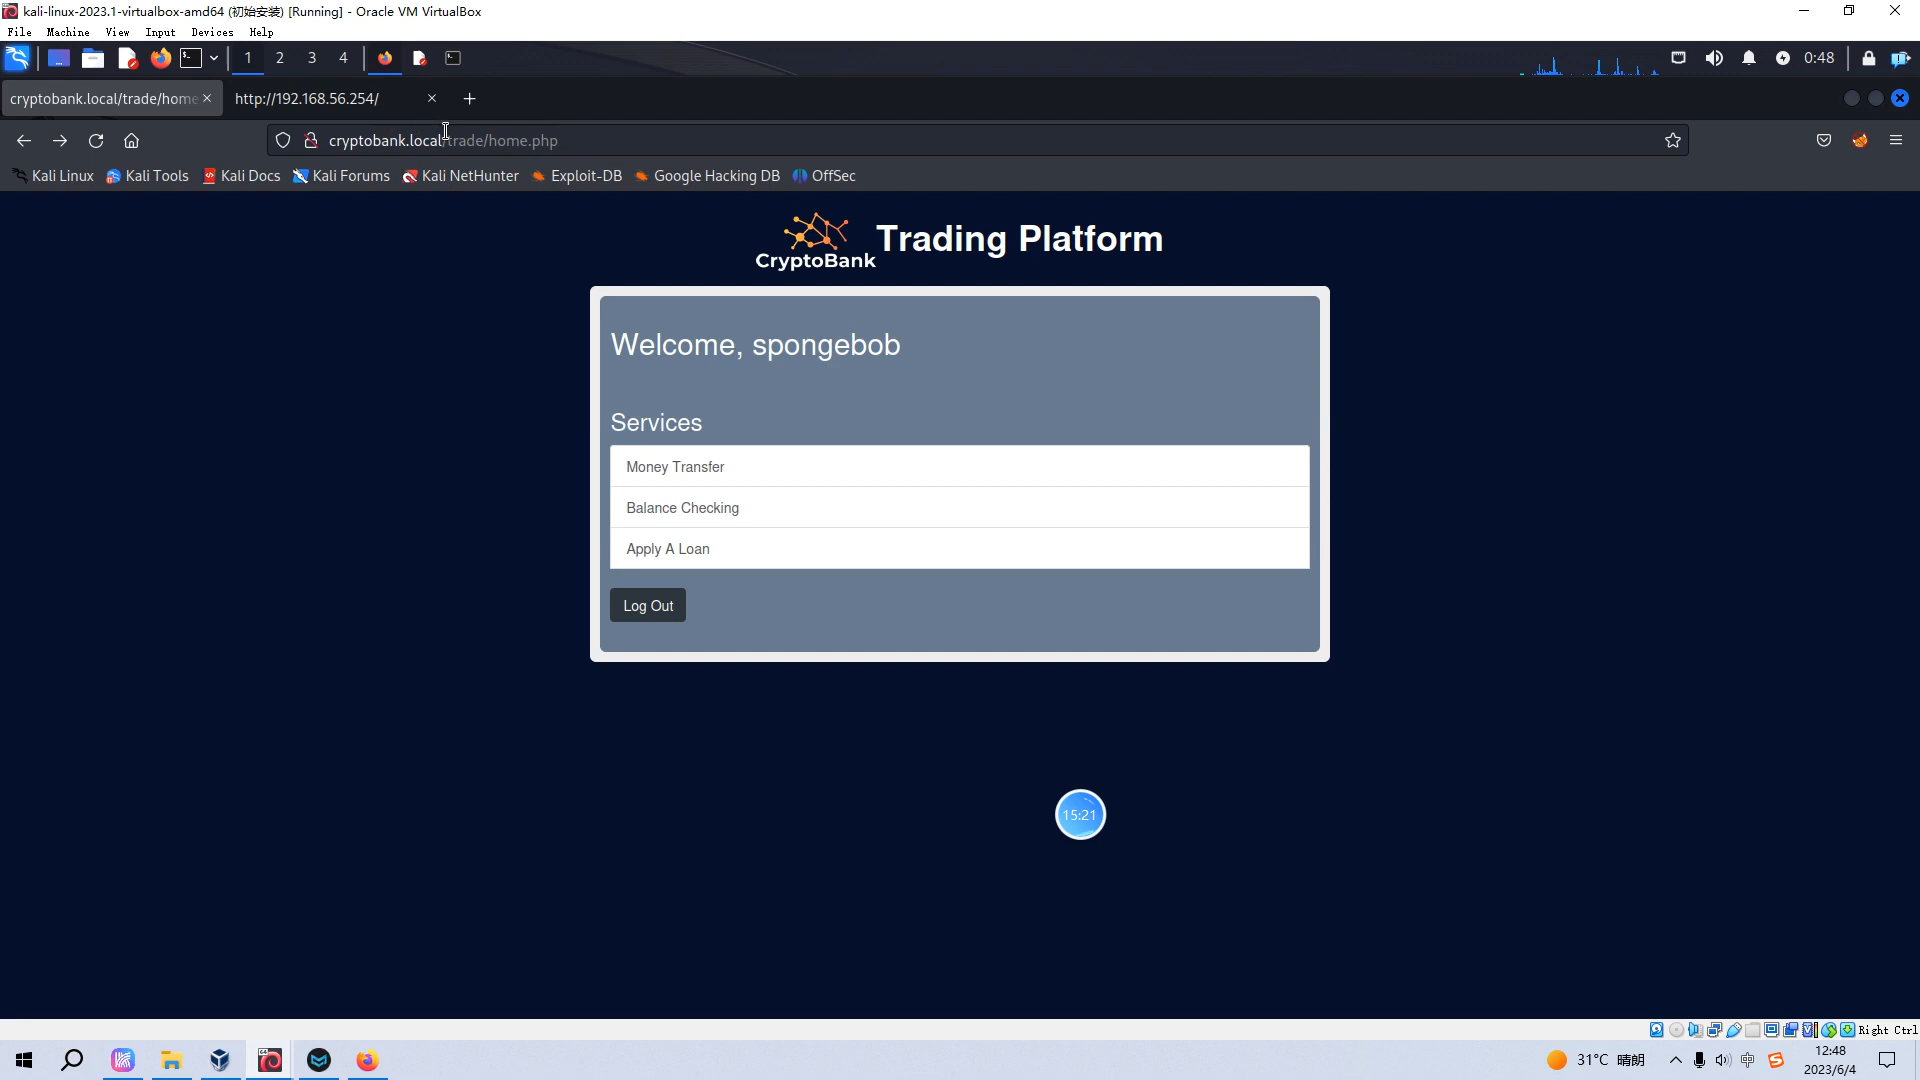 kali-linux-2023.1-virtualbox-amd64 (初始安装) [Running] - Oracle VM VirtualBox
File Machine View Input Devices Help
1 2 3 4 0:48
cryptobank.local/trade/home http://192.168.56.254/
cryptobank.local/trade/home.php
Kali Linux Kali Tools Kali Docs Kali Forums Kali NetHunter Exploit-DB Google Hacking DB OffSec
CryptoBank
Trading Platform
Welcome, spongebob
Services
Money Transfer
Balance Checking
Apply A Loan
Log Out
15:21
Right Ctrl
31°C 晴朗 中 12:48
2023/6/4